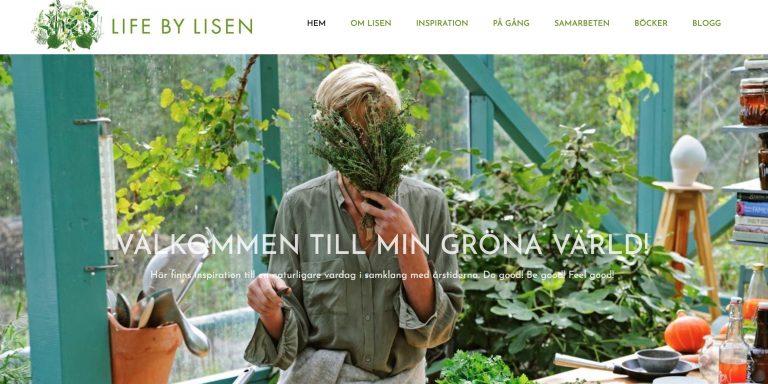 LIFE BY LISEN
HEM OM LISEN INSPIRATION PÅ GÅNG SAMARBETEN BÖCKER BLOGG
VÄLKOMMEN TILL MIN GRÖNA VÄRLD!
Här finns inspiration till en naturligare vardag i samklang med årstiderna. Do good! Be good! Feel good!